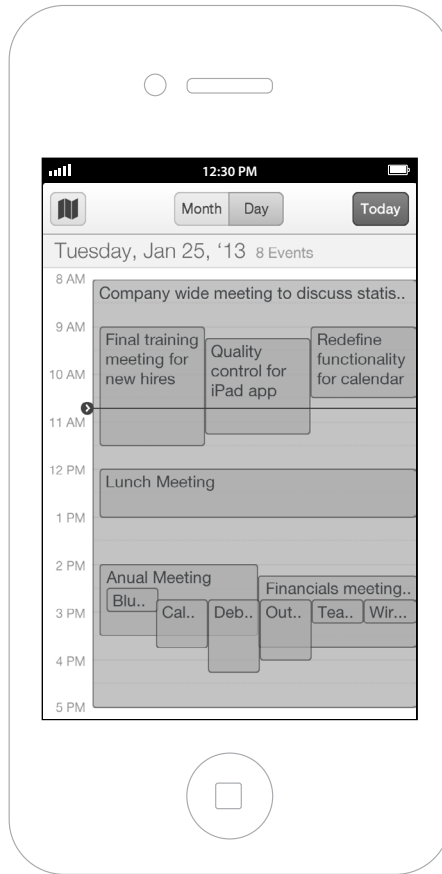 12:30 PM
Month Day Today
Tuesday, Jan 25, ‘13 8 Events
8 AM
Company wide meeting to discuss statis..
9 AM
Final training
meeting for
new hires
Quality
control for
iPad app
Redefine
functionality
for calendar
10 AM
11 AM
12 PM
Lunch Meeting
1 PM
2 PM
Anual Meeting
Financials meeting..
Blu..
3 PM
Cal.. Deb.. Out.. Tea.. Wir...
4 PM
5 PM